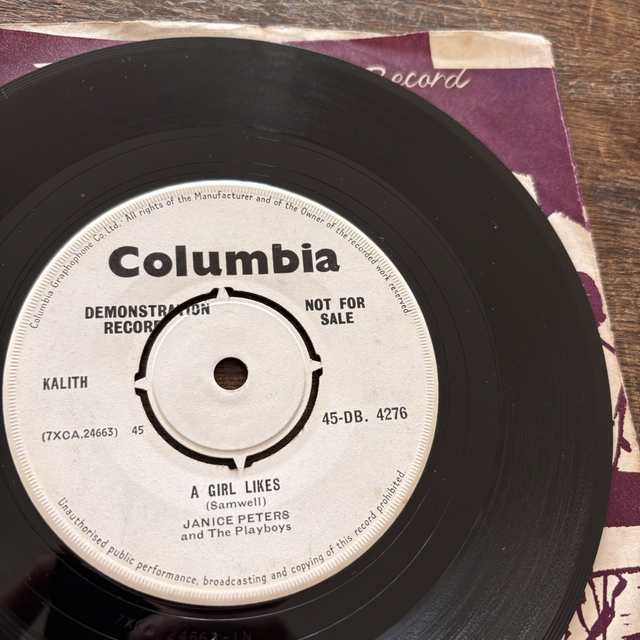 Record
Columbia Graphophone Co. Ltd. - All rights of the Manufacturer and of the Owner of the recorded work reserved
Columbia
DEMONSTRATION
RECORD
NOT FOR
SALE
KALITH
(7XCA.24663) 45
45-DB. 4276
A GIRL LIKES
(Samwell)
JANICE PETERS
and The Playboys
Unauthorised public performance, broadcasting and copying of this record prohibited.